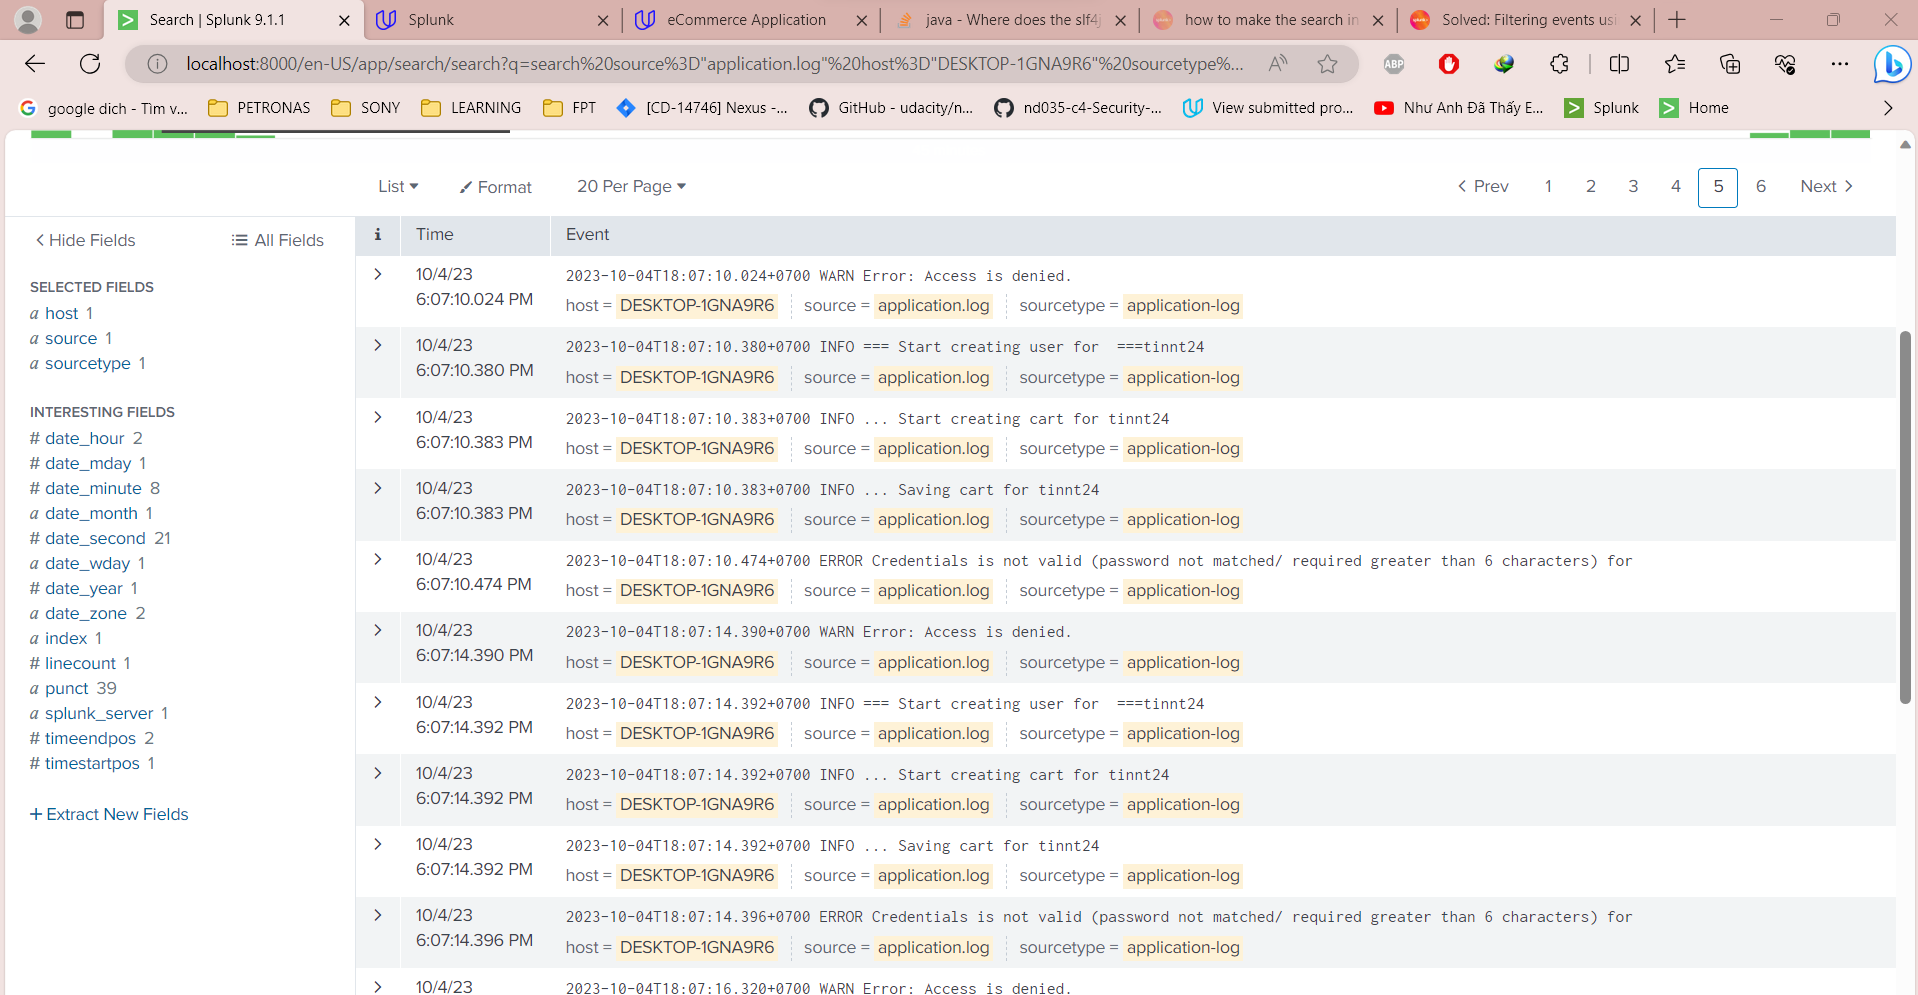 Search | Splunk 9.1.1
Splunk
eCommerce Application
java - Where does the slf4j
how to make the search in
Solved: Filtering events usi
localhost:8000/en-US/app/search/search?q=search%20source%3D"application.log"%20host%3D"DESKTOP-1GNA9R6"%20sourcetype%...
ABP
google dich - Tìm v...
PETRONAS
SONY
LEARNING
FPT
[CD-14746] Nexus -...
GitHub - udacity/n...
nd035-c4-Security-...
View submitted pro...
Như Anh Đã Thấy E...
Splunk
Home
List
Format
20 Per Page
Prev 1 2 3 4 5 6 Next
Hide Fields
All Fields
SELECTED FIELDS
a host 1
a source 1
a sourcetype 1
INTERESTING FIELDS
# date_hour 2
# date_mday 1
# date_minute 8
a date_month 1
# date_second 21
a date_wday 1
# date_year 1
a date_zone 2
a index 1
# linecount 1
a punct 39
a splunk_server 1
# timeendpos 2
# timestartpos 1
+ Extract New Fields
i Time Event
10/4/23
6:07:10.024 PM
2023-10-04T18:07:10.024+0700 WARN Error: Access is denied.
host = DESKTOP-1GNA9R6 source = application.log sourcetype = application-log
10/4/23
6:07:10.380 PM
2023-10-04T18:07:10.380+0700 INFO === Start creating user for  ===tinnt24
host = DESKTOP-1GNA9R6 source = application.log sourcetype = application-log
10/4/23
6:07:10.383 PM
2023-10-04T18:07:10.383+0700 INFO ... Start creating cart for tinnt24
host = DESKTOP-1GNA9R6 source = application.log sourcetype = application-log
10/4/23
6:07:10.383 PM
2023-10-04T18:07:10.383+0700 INFO ... Saving cart for tinnt24
host = DESKTOP-1GNA9R6 source = application.log sourcetype = application-log
10/4/23
6:07:10.474 PM
2023-10-04T18:07:10.474+0700 ERROR Credentials is not valid (password not matched/ required greater than 6 characters) for
host = DESKTOP-1GNA9R6 source = application.log sourcetype = application-log
10/4/23
6:07:14.390 PM
2023-10-04T18:07:14.390+0700 WARN Error: Access is denied.
host = DESKTOP-1GNA9R6 source = application.log sourcetype = application-log
10/4/23
6:07:14.392 PM
2023-10-04T18:07:14.392+0700 INFO === Start creating user for  ===tinnt24
host = DESKTOP-1GNA9R6 source = application.log sourcetype = application-log
10/4/23
6:07:14.392 PM
2023-10-04T18:07:14.392+0700 INFO ... Start creating cart for tinnt24
host = DESKTOP-1GNA9R6 source = application.log sourcetype = application-log
10/4/23
6:07:14.392 PM
2023-10-04T18:07:14.392+0700 INFO ... Saving cart for tinnt24
host = DESKTOP-1GNA9R6 source = application.log sourcetype = application-log
10/4/23
6:07:14.396 PM
2023-10-04T18:07:14.396+0700 ERROR Credentials is not valid (password not matched/ required greater than 6 characters) for
host = DESKTOP-1GNA9R6 source = application.log sourcetype = application-log
10/4/23
2023-10-04T18:07:16.320+0700 WARN Error: Access is denied.